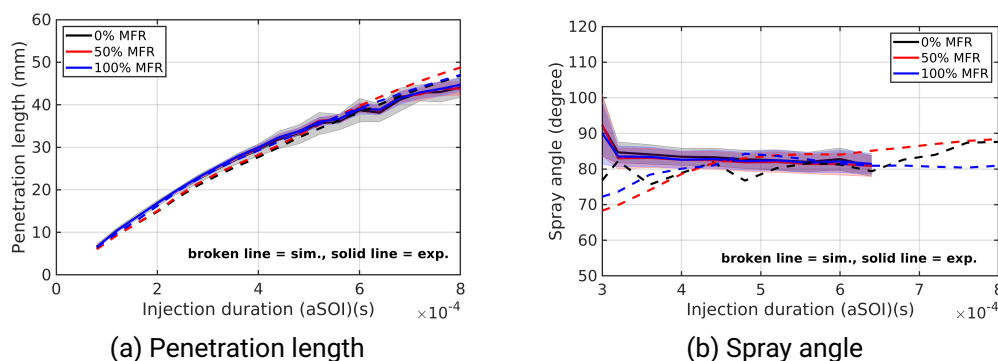 60
50
40
30
20
10
0
Penetration length (mm)
0% MFR
50% MFR
100% MFR
broken line = sim., solid line = exp.
0
2
4
6
8
Injection duration (aSOI)(s)
×10⁻⁴
(a) Penetration length
120
110
100
90
80
70
60
50
Spray angle (degree)
0% MFR
50% MFR
100% MFR
broken line = sim., solid line = exp.
3
4
5
6
7
8
Injection duration (aSOI)(s)
×10⁻⁴
(b) Spray angle